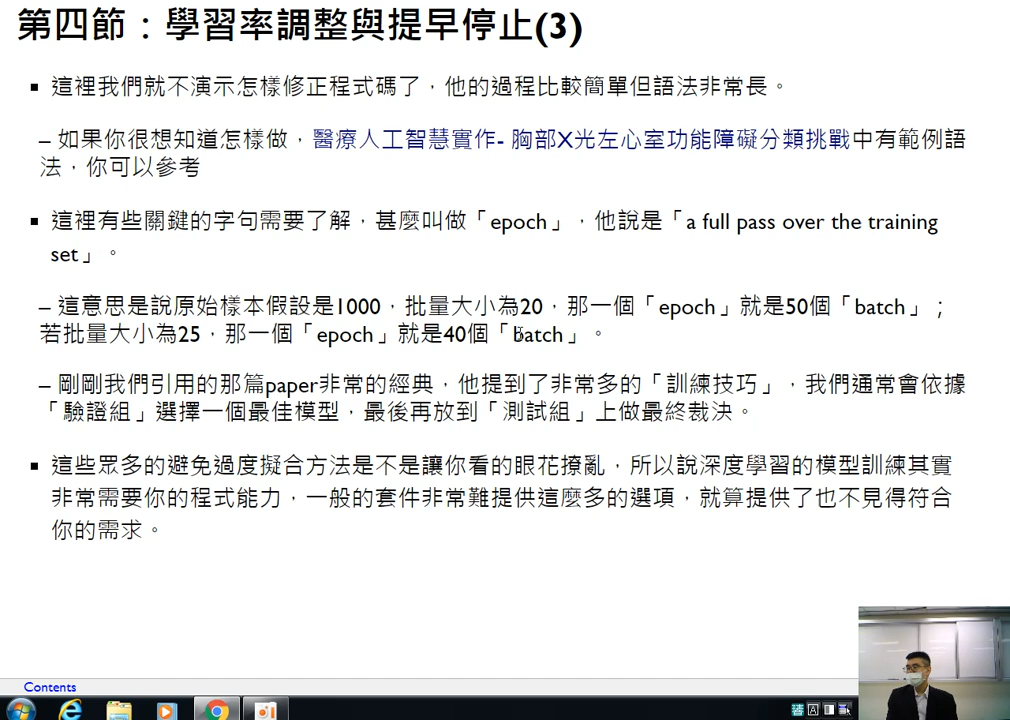 第四節：學習率調整與提早停止(3)
▪ 這裡我們就不演示怎樣修正程式碼了，他的過程比較簡單但語法非常長。
– 如果你很想知道怎樣做，醫療人工智慧實作- 胸部X光左心室功能障礙分類挑戰中有範例語
法，你可以參考
▪ 這裡有些關鍵的字句需要了解，甚麼叫做「epoch」，他說是「a full pass over the training
set」。
– 這意思是說原始樣本假設是1000，批量大小為20，那一個「epoch」就是50個「batch」；
若批量大小為25，那一個「epoch」就是40個「batch」。
– 剛剛我們引用的那篇paper非常的經典，他提到了非常多的「訓練技巧」，我們通常會依據
「驗證組」選擇一個最佳模型，最後再放到「測試組」上做最終裁決。
▪ 這些眾多的避免過度擬合方法是不是讓你看的眼花撩亂，所以說深度學習的模型訓練其實
非常需要你的程式能力，一般的套件非常難提供這麼多的選項，就算提供了也不見得符合
你的需求。
Contents